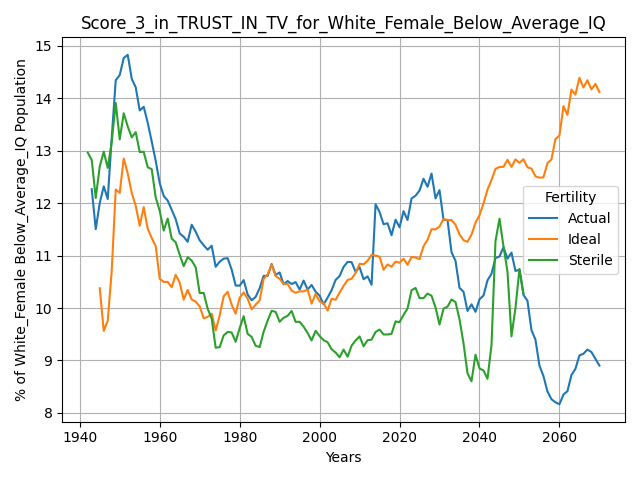 Score_3_in_TRUST_IN_TV_for_White_Female_Below_Average_IQ
% of White_Female Below_Average_IQ Population
15
14
13
12
11
10
9
8
Fertility
Actual
Ideal
Sterile
1940 1960 1980 2000 2020 2040 2060
Years